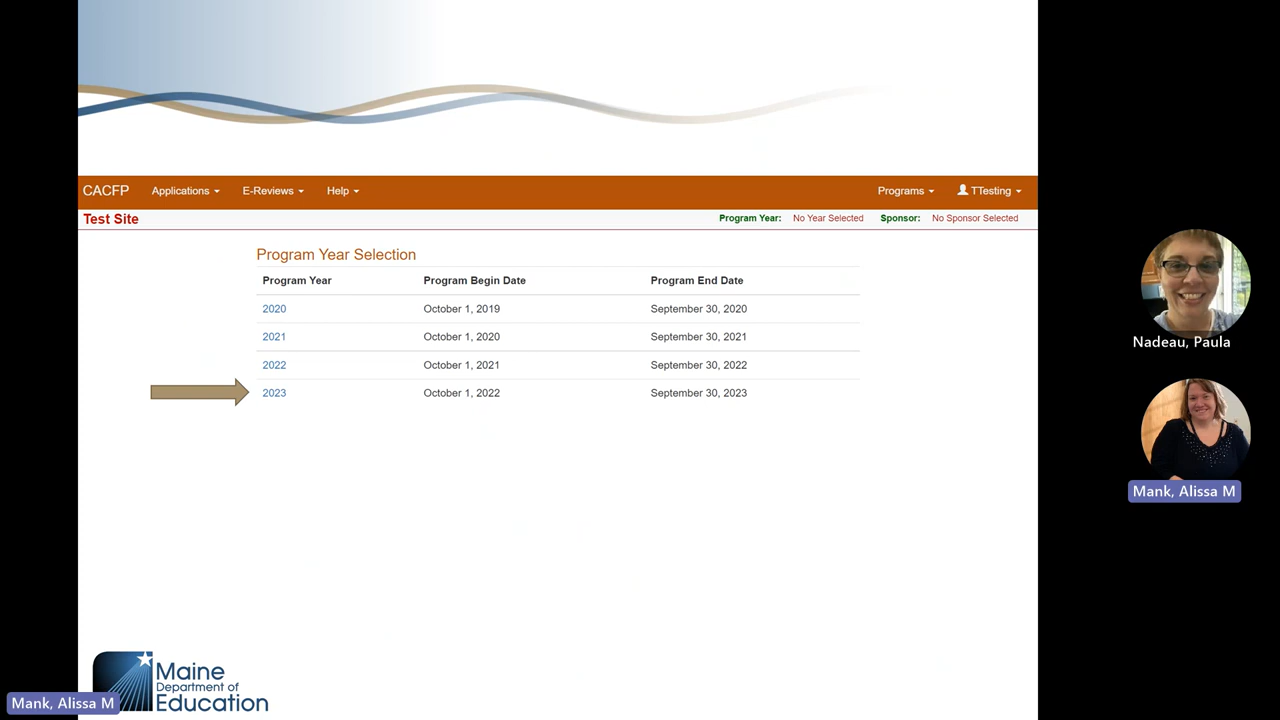 CACFP Applications E-Reviews Help Programs TTesting
Test Site Program Year: No Year Selected Sponsor: No Sponsor Selected
Program Year Selection
Program Year Program Begin Date Program End Date
2020 October 1, 2019 September 30, 2020
2021 October 1, 2020 September 30, 2021
2022 October 1, 2021 September 30, 2022
2023 October 1, 2022 September 30, 2023
Nadeau, Paula
Mank, Alissa M
Maine
Department of
Education
Mank, Alissa M